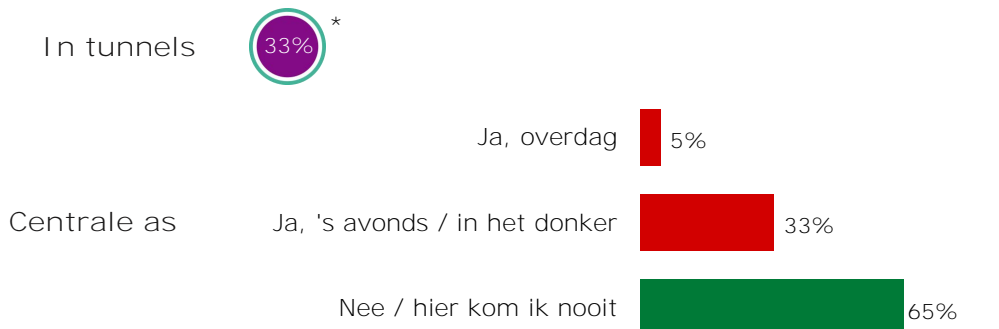 In tunnels 33% *
Ja, overdag 5%
Centrale as Ja, 's avonds / in het donker 33%
Nee / hier kom ik nooit 65%